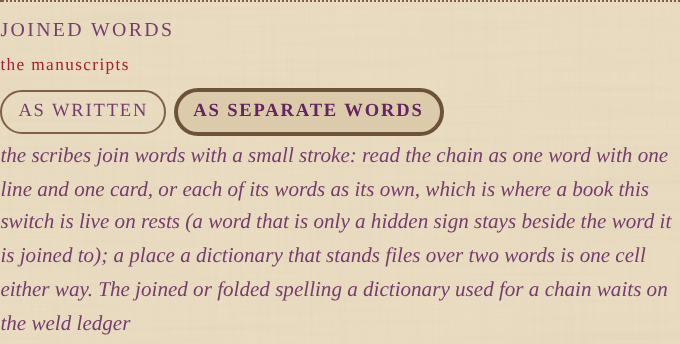 JOINED WORDS
the manuscripts
AS WRITTEN AS SEPARATE WORDS
the scribes join words with a small stroke: read the chain as one word with one
line and one card, or each of its words as its own, which is where a book this
switch is live on rests (a word that is only a hidden sign stays beside the word it
is joined to); a place a dictionary that stands files over two words is one cell
either way. The joined or folded spelling a dictionary used for a chain waits on
the weld ledger